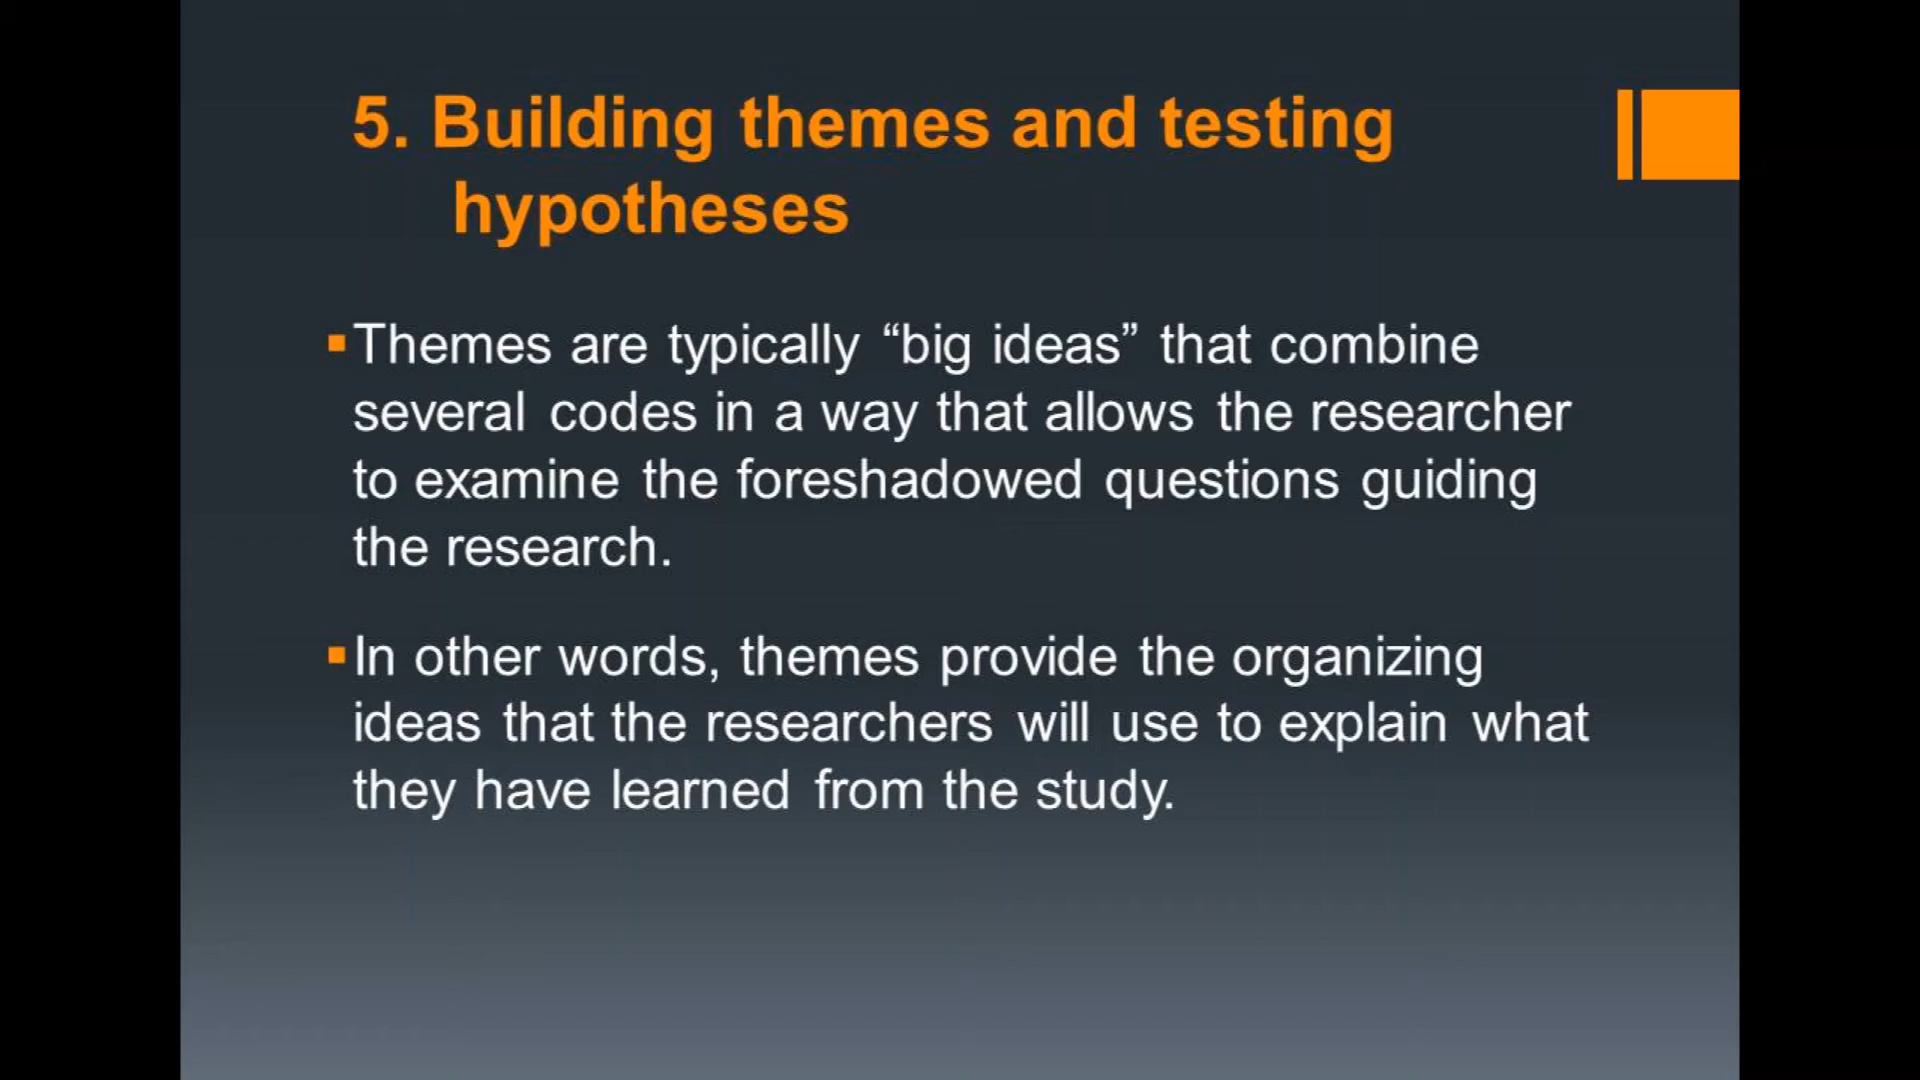 5. Building themes and testing
hypotheses
▪Themes are typically “big ideas” that combine
several codes in a way that allows the researcher
to examine the foreshadowed questions guiding
the research.
▪In other words, themes provide the organizing
ideas that the researchers will use to explain what
they have learned from the study.